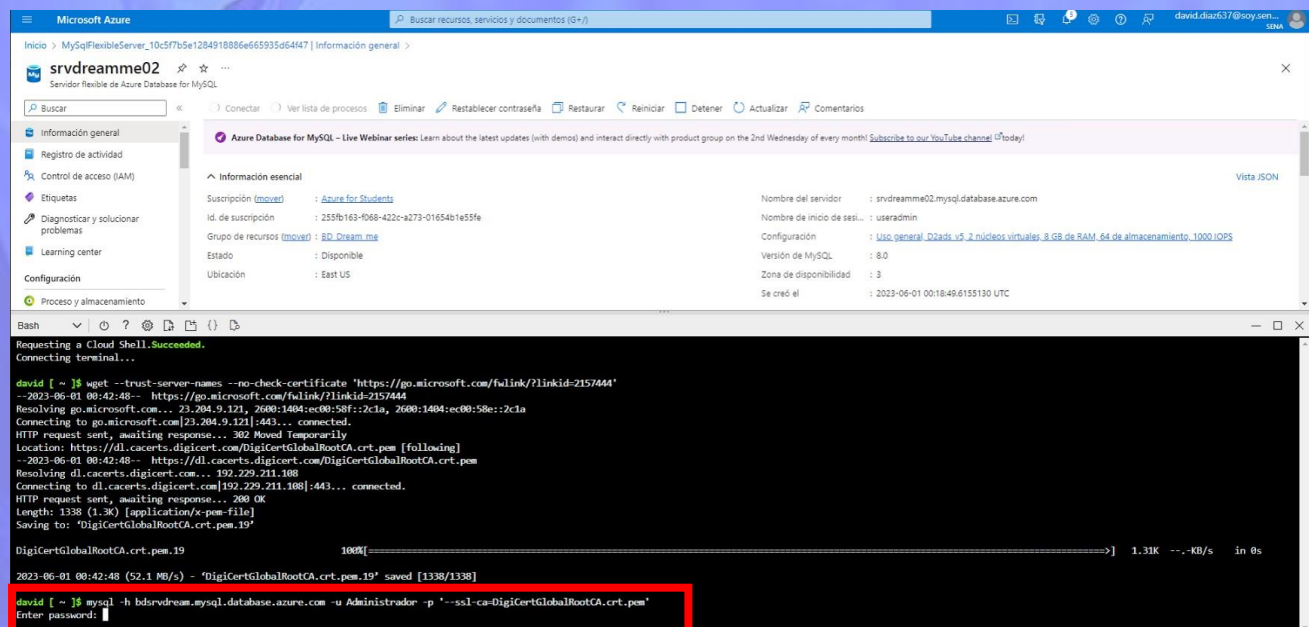 Microsoft Azure
Buscar recursos, servicios y documentos (G+/)
david.diaz637@soy.sen...
SENA
Inicio > MySqlFlexibleServer_10c5f7b5e1284918886e665935d64f47 | Información general >
srvdreamme02
Servidor flexible de Azure Database for MySQL
Buscar
Conectar Ver lista de procesos Eliminar Restablecer contraseña Restaurar Reiniciar Detener Actualizar Comentarios
Información general
Registro de actividad
Control de acceso (IAM)
Etiquetas
Diagnosticar y solucionar
problemas
Learning center
Configuración
Proceso y almacenamiento
Azure Database for MySQL – Live Webinar series: Learn about the latest updates (with demos) and interact directly with product group on the 2nd Wednesday of every month! Subscribe to our YouTube channel today!
Información esencial
Vista JSON
Suscripción (mover) : Azure for Students
Id. de suscripción : 255fb163-f068-422c-a273-01654b1e55fe
Grupo de recursos (mover) : BD_Dream_me
Estado : Disponible
Ubicación : East US
Nombre del servidor : srvdreamme02.mysql.database.azure.com
Nombre de inicio de sesi... : useradmin
Configuración : Uso general, D2ads_v5, 2 núcleos virtuales, 8 GB de RAM, 64 de almacenamiento, 1000 IOPS
Versión de MySQL : 8.0
Zona de disponibilidad : 3
Se creó el : 2023-06-01 00:18:49.6155130 UTC
Bash
Requesting a Cloud Shell.Succeeded.
Connecting terminal...
david [ ~ ]$ wget --trust-server-names --no-check-certificate 'https://go.microsoft.com/fwlink/?linkid=2157444'
--2023-06-01 00:42:48-- https://go.microsoft.com/fwlink/?linkid=2157444
Resolving go.microsoft.com... 23.204.9.121, 2600:1404:ec00:58f::2c1a, 2600:1404:ec00:58e::2c1a
Connecting to go.microsoft.com|23.204.9.121|:443... connected.
HTTP request sent, awaiting response... 302 Moved Temporarily
Location: https://dl.cacerts.digicert.com/DigiCertGlobalRootCA.crt.pem [following]
--2023-06-01 00:42:48-- https://dl.cacerts.digicert.com/DigiCertGlobalRootCA.crt.pem
Resolving dl.cacerts.digicert.com... 192.229.211.108
Connecting to dl.cacerts.digicert.com|192.229.211.108|:443... connected.
HTTP request sent, awaiting response... 200 OK
Length: 1338 (1.3K) [application/x-pem-file]
Saving to: ‘DigiCertGlobalRootCA.crt.pem.19’
DigiCertGlobalRootCA.crt.pem.19 100%[=====================================>] 1.31K --.-KB/s in 0s
2023-06-01 00:42:48 (52.1 MB/s) - ‘DigiCertGlobalRootCA.crt.pem.19’ saved [1338/1338]
david [ ~ ]$ mysql -h bdsrvdream.mysql.database.azure.com -u Administrador -p '--ssl-ca=DigiCertGlobalRootCA.crt.pem'
Enter password: